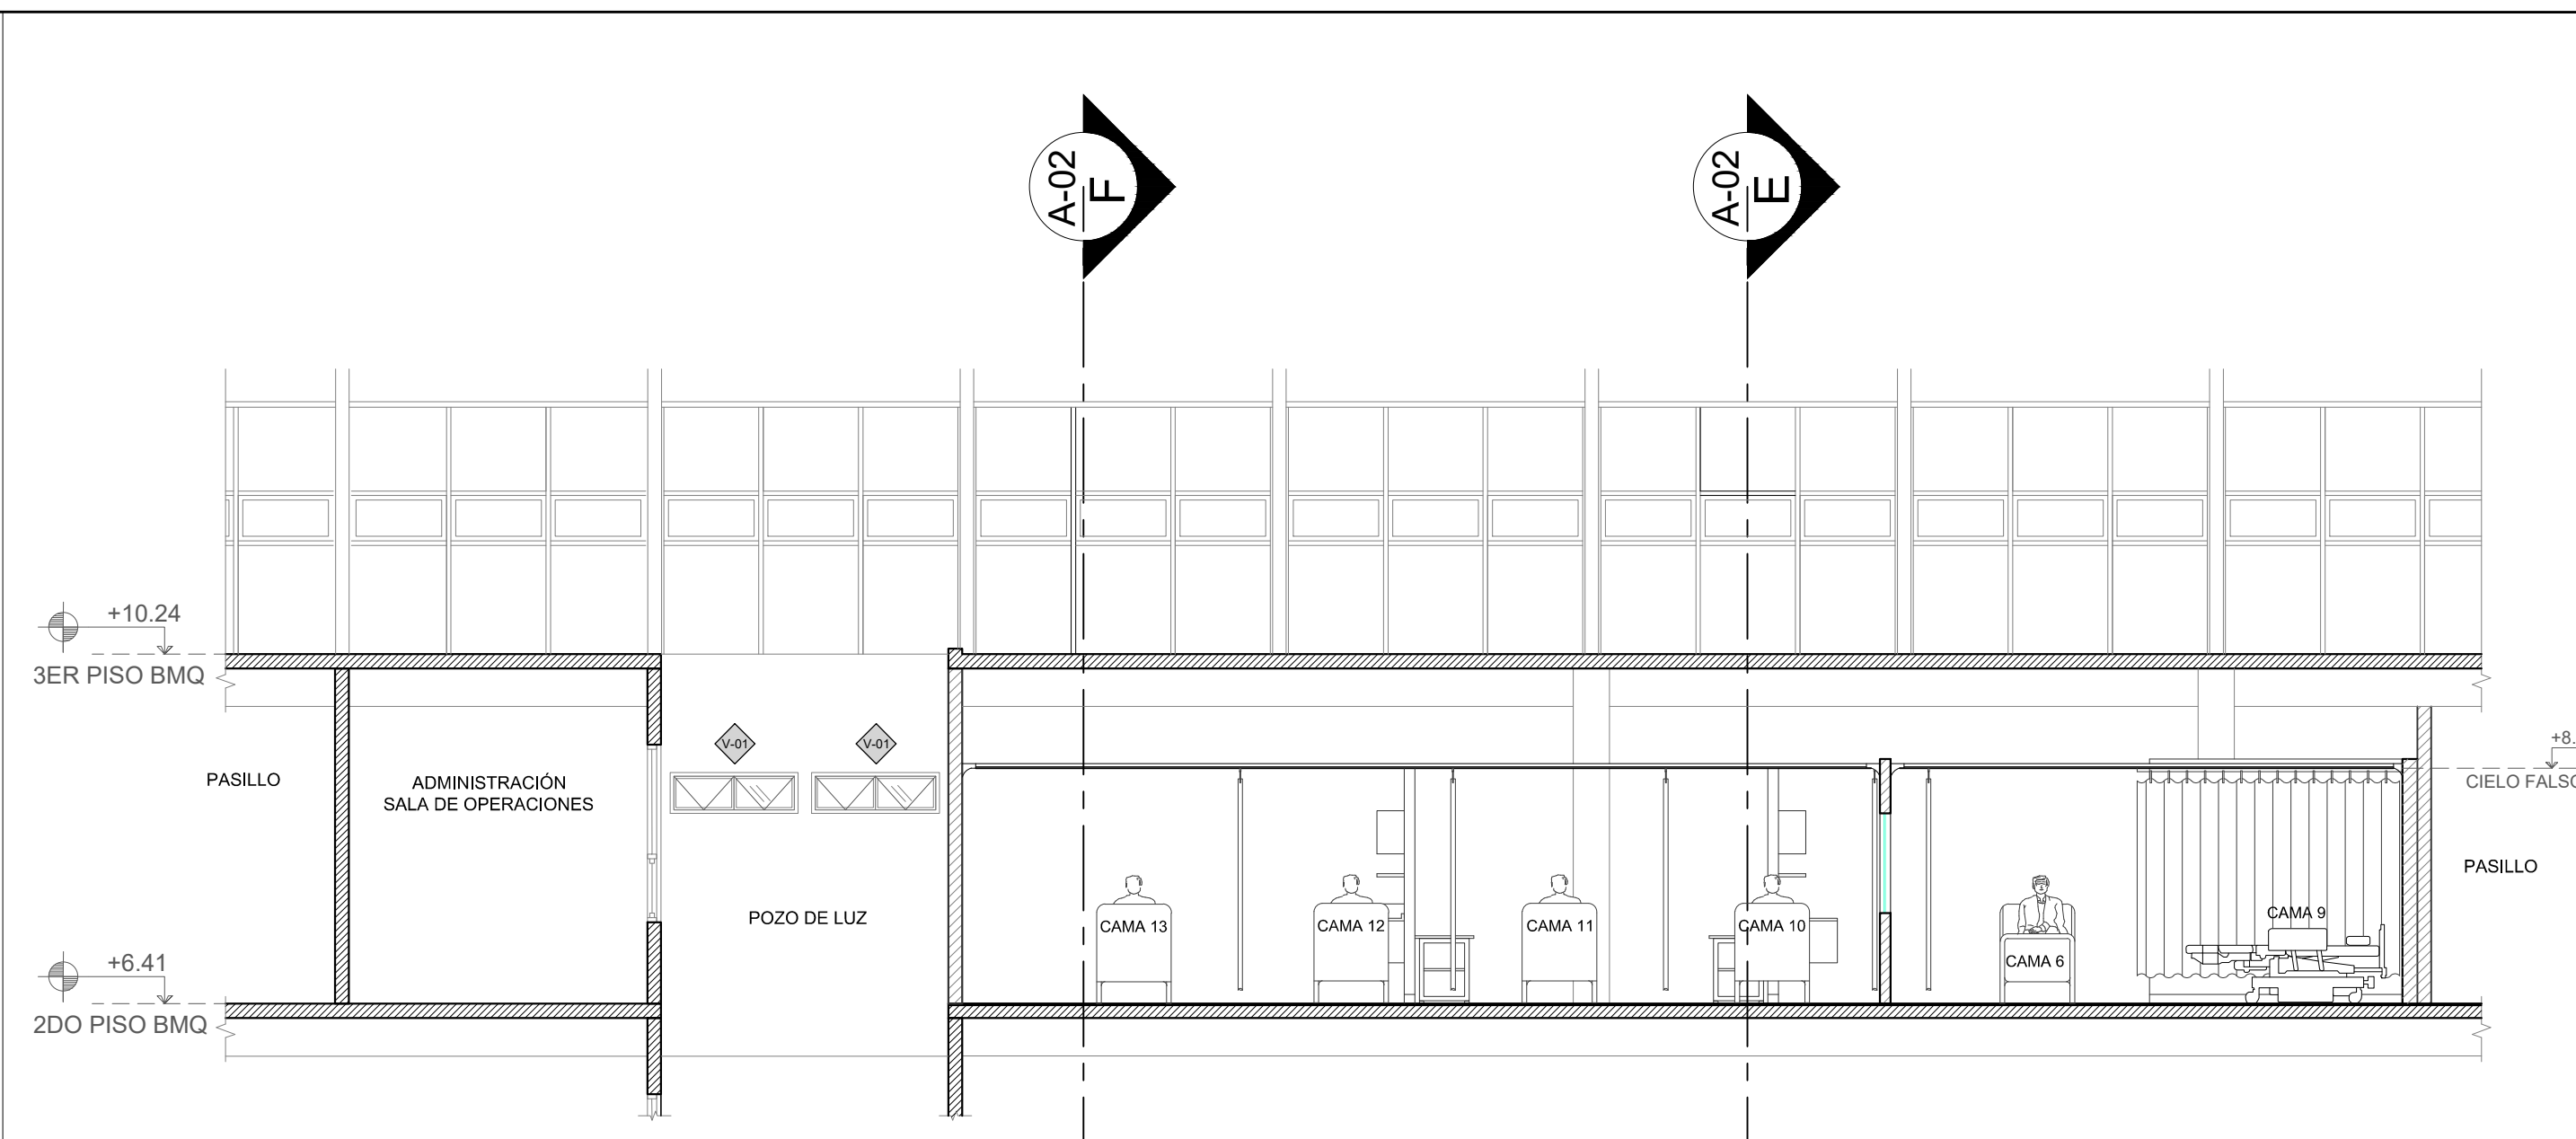 A-02
F
A-02
E
+10.24
3ER PISO BMQ
V-01
V-01
+8.
CIELO FALSO
PASILLO
ADMINISTRACIÓN
SALA DE OPERACIONES
PASILLO
POZO DE LUZ
CAMA 13
CAMA 12
CAMA 11
CAMA 10
CAMA 9
CAMA 6
+6.41
2DO PISO BMQ